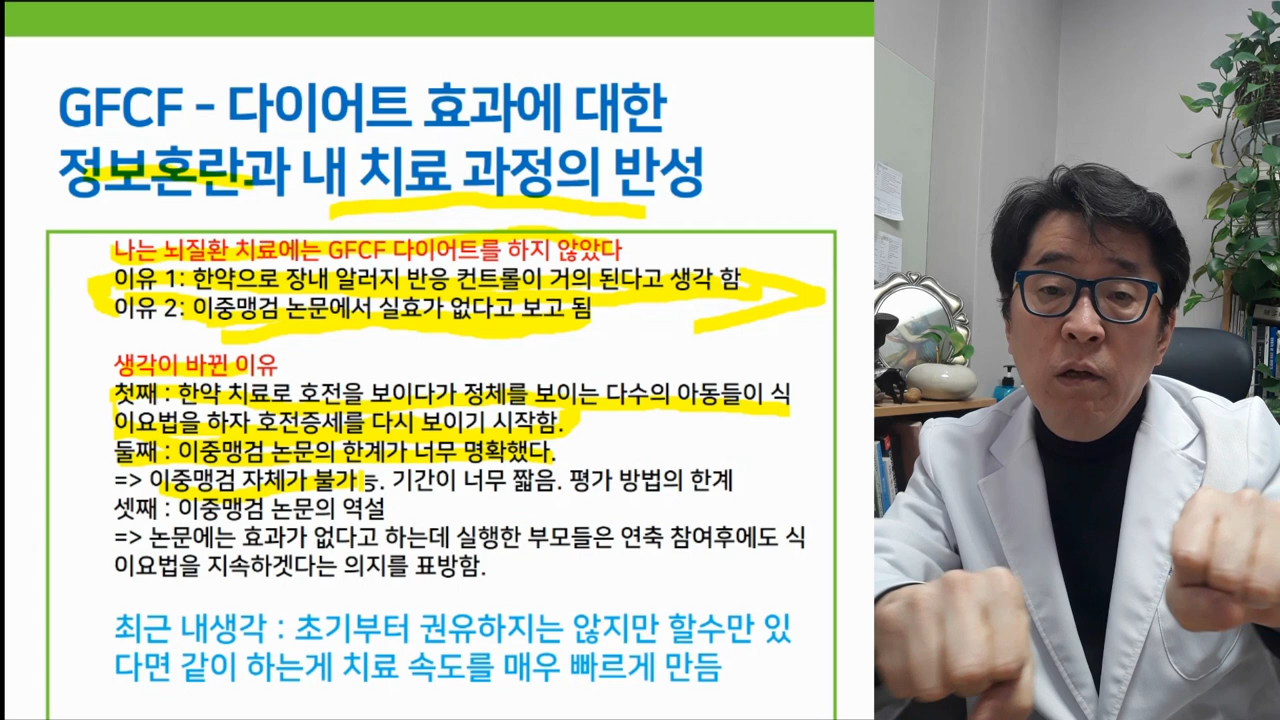 GFCF - 다이어트 효과에 대한
정보혼란과 내 치료 과정의 반성
나는 뇌질환 치료에는 GFCF 다이어트를 하지 않았다
이유 1: 한약으로 장내 알러지 반응 컨트롤이 거의 된다고 생각 함
이유 2: 이중맹검 논문에서 실효가 없다고 보고 됨
생각이 바뀐 이유
첫째 : 한약 치료로 호전을 보이다가 정체를 보이는 다수의 아동들이 식
이요법을 하자 호전증세를 다시 보이기 시작함.
둘째 : 이중맹검 논문의 한계가 너무 명확했다.
=> 이중맹검 자체가 불가능. 기간이 너무 짧음. 평가 방법의 한계
셋째 : 이중맹검 논문의 역설
=> 논문에는 효과가 없다고 하는데 실행한 부모들은 연축 참여후에도 식
이요법을 지속하겟다는 의지를 표방함.
최근 내생각 : 초기부터 권유하지는 않지만 할수만 있
다면 같이 하는게 치료 속도를 매우 빠르게 만듬